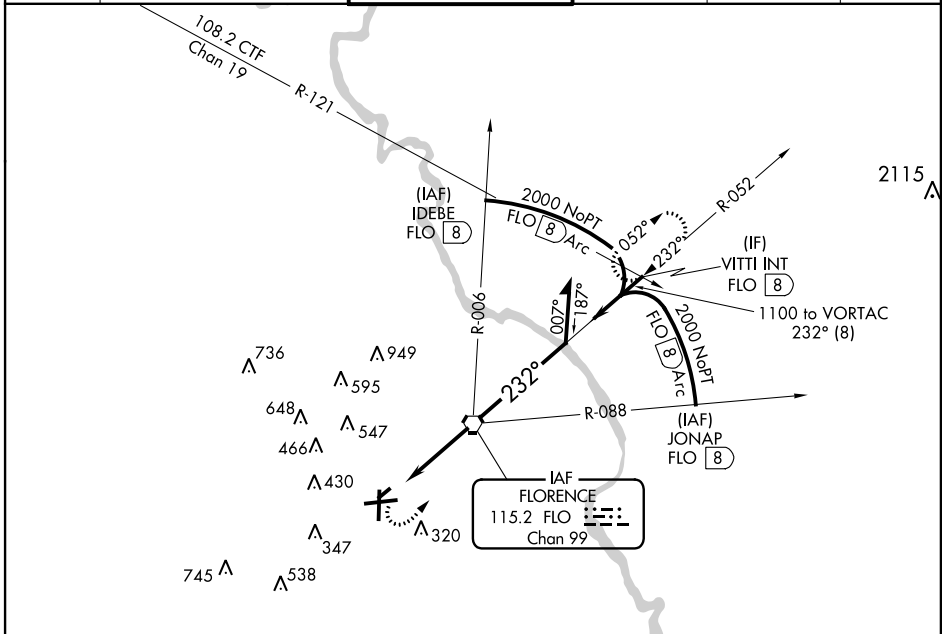 108.2 CTF
Chan 19
R-121
2115
(IAF)
IDEBE
FLO 8
2000 NoPT
FLO 8 Arc
052°
232°
R-052
(IF)
VITTI INT
FLO 8
1100 to VORTAC
232° (8)
R-006
007°
187°
2000 NoPT
FLO 8 Arc
736
949
595
232°
648
547
466
R-088
(IAF)
JONAP
FLO 8
430
IAF
FLORENCE
115.2 FLO
Chan 99
320
347
745
538